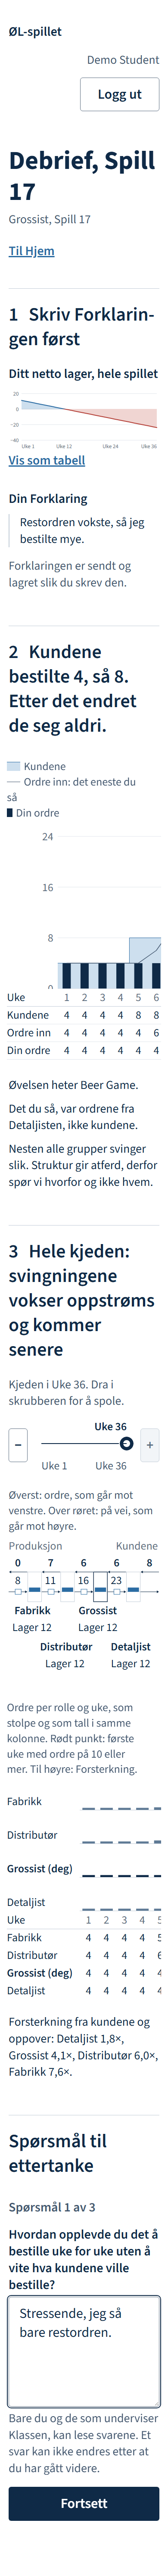 ØL-spillet
Demo Student
Logg ut
Debrief, Spill
17
Grossist, Spill 17
Til Hjem
1 Skriv Forklarin-
gen først
Ditt netto lager, hele spillet
20
0
−20
−40
Uke 1 Uke 12 Uke 24 Uke 36
Vis som tabell
Din Forklaring
Restordren vokste, så jeg
bestilte mye.
Forklaringen er sendt og
lagret slik du skrev den.
2 Kundene
bestilte 4, så 8.
Etter det endret
de seg aldri.
Kundene
Ordre inn: det eneste du
så
Din ordre
24
16
8
0
Uke 1 2 3 4 5 6
Kundene 4 4 4 4 8 8
Ordre inn 4 4 4 4 4 6
Din ordre 4 4 4 4 4 4
Øvelsen heter Beer Game.
Det du så, var ordrene fra
Detaljisten, ikke kundene.
Nesten alle grupper svinger
slik. Struktur gir atferd, derfor
spør vi hvorfor og ikke hvem.
3 Hele kjeden:
svingningene
vokser oppstrøms
og kommer
senere
Kjeden i Uke 36. Dra i
skrubberen for å spole.
Uke 36
− +
Uke 1 Uke 36
Øverst: ordre, som går mot
venstre. Over røret: på vei, som
går mot høyre.
Produksjon Kundene
0 7 6 6 8
8 11 16 23
Fabrikk Grossist
Lager 12 Lager 12
Distributør Detaljist
Lager 12 Lager 12
Ordre per rolle og uke, som
stolpe og som tall i samme
kolonne. Rødt punkt: første
uke med ordre på 10 eller
mer. Til høyre: Forsterkning.
Fabrikk
Distributør
Grossist (deg)
Detaljist
Uke 1 2 3 4 5
Fabrikk 4 4 4 4
Distributør 4 4 4 4
Grossist (deg) 4 4 4 4 4
Detaljist 4 4 4 4 4
Forsterkning fra kundene og
oppover: Detaljist 1,8×,
Grossist 4,1×, Distributør 6,0×,
Fabrikk 7,6×.
Spørsmål til
ettertanke
Spørsmål 1 av 3
Hvordan opplevde du det å
bestille uke for uke uten å
vite hva kundene ville
bestille?
Stressende, jeg så
bare restordren.
Bare du og de som underviser
Klassen, kan lese svarene. Et
svar kan ikke endres etter at
du har gått videre.
Fortsett